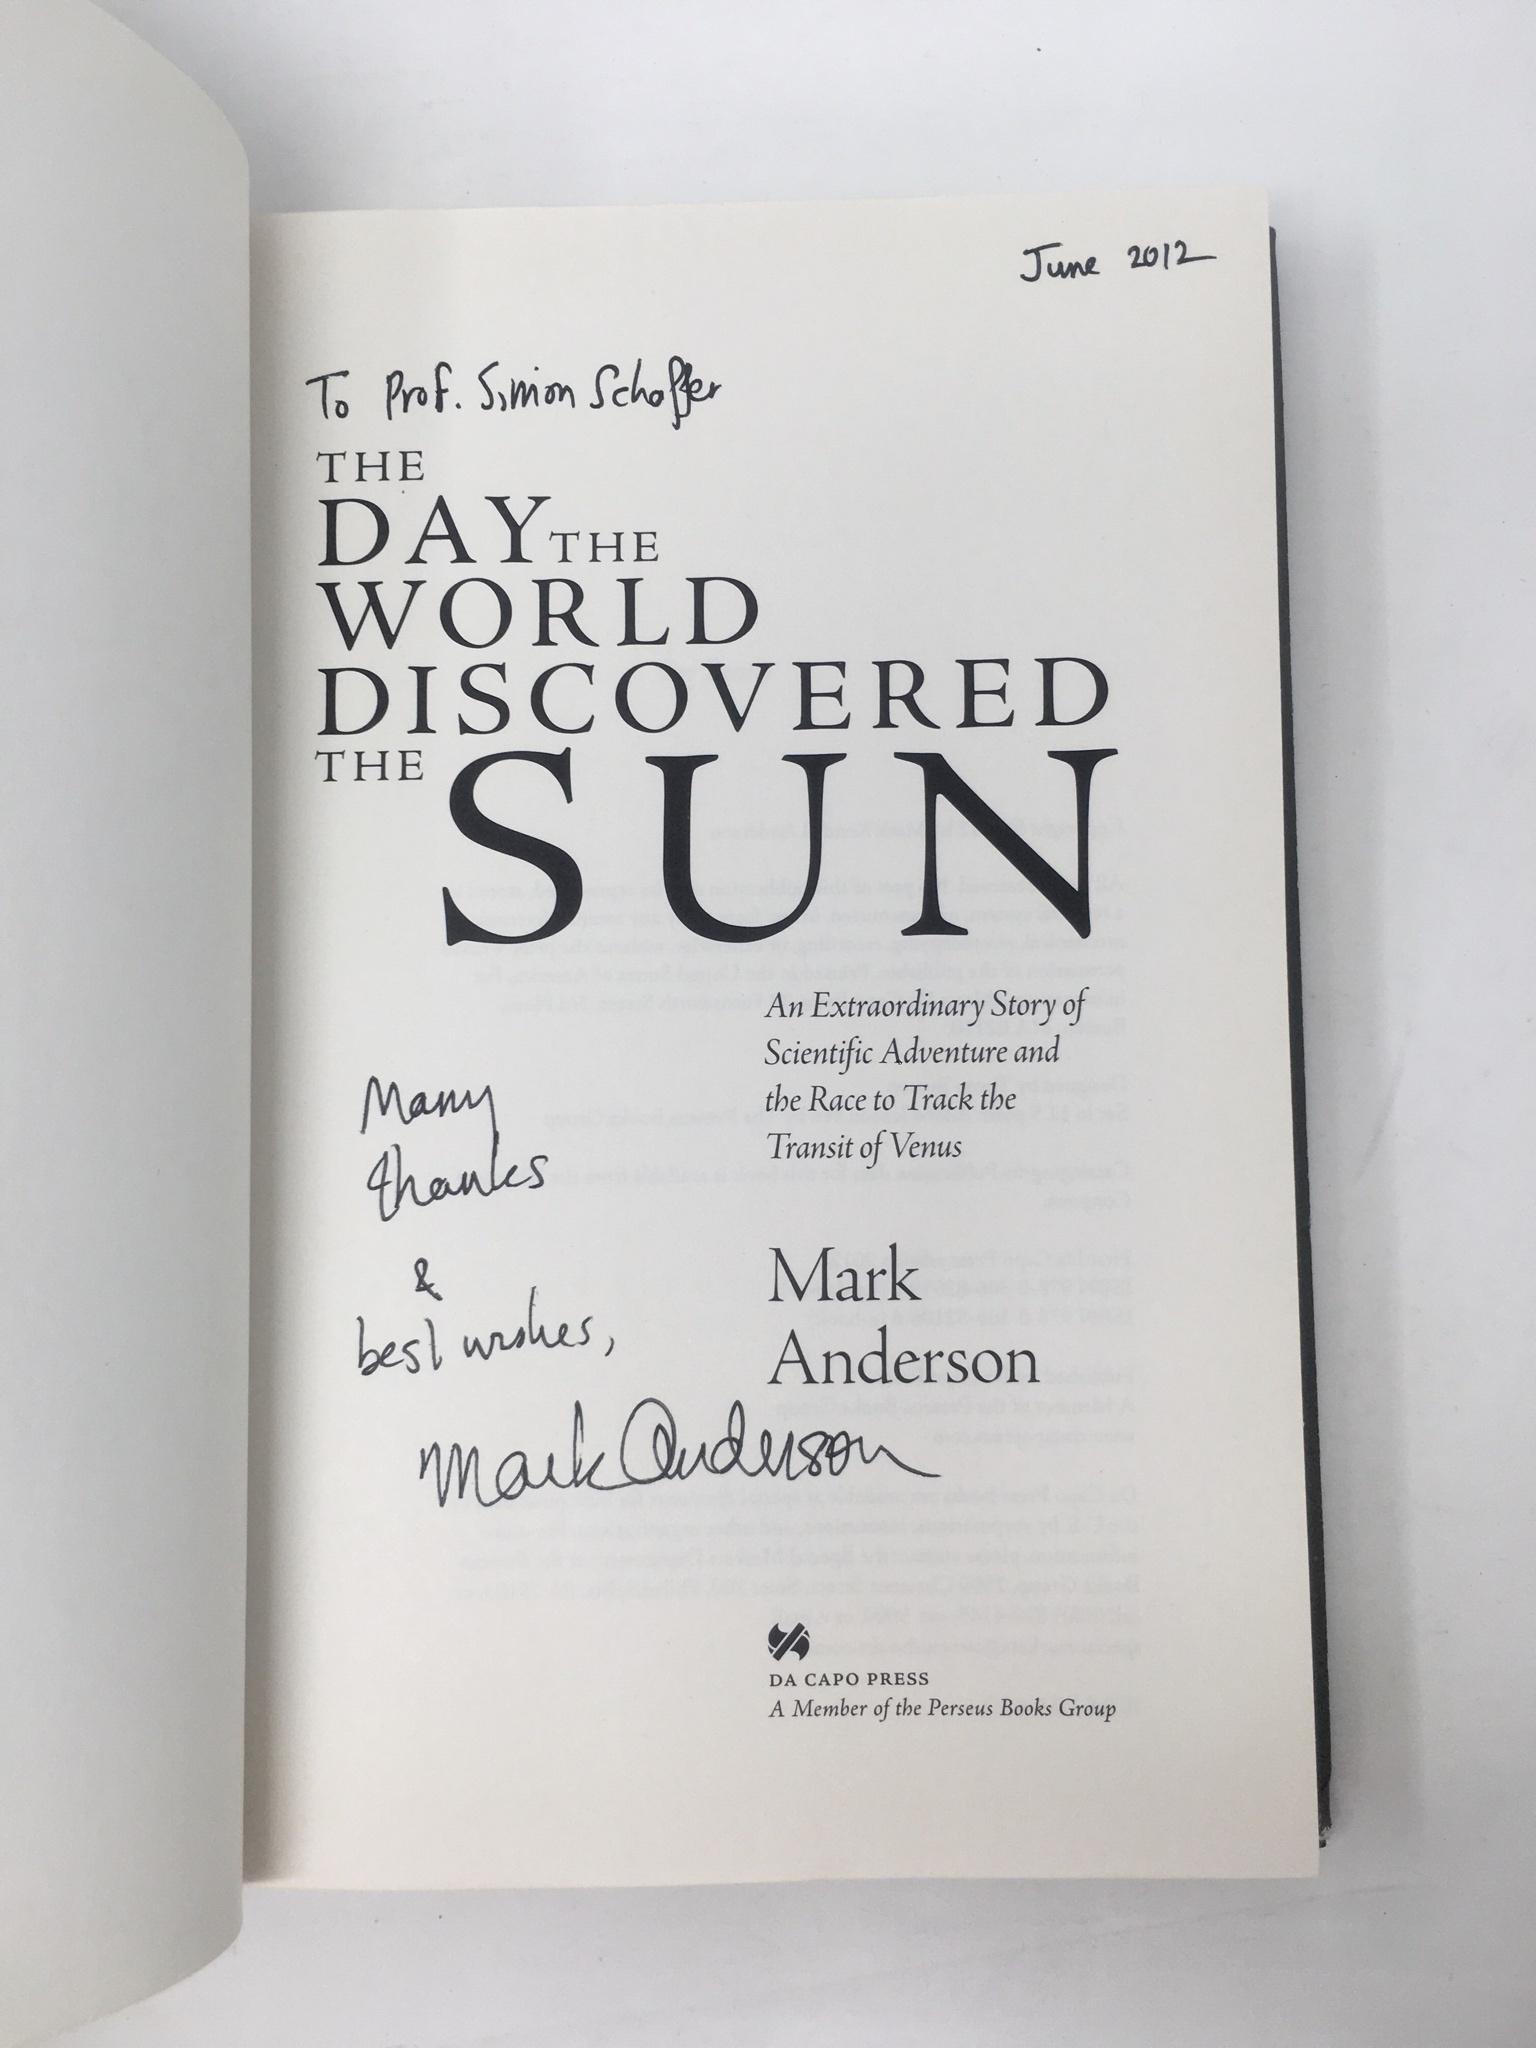 June 2012
To Prof. Simon Schaffer
THE
DAY THE
WORLD
DISCOVERED
THE SUN
An Extraordinary Story of
Scientific Adventure and
the Race to Track the
Transit of Venus
Many
thanks
&
best wishes,
Mark
Anderson
Mark Anderson
DA CAPO PRESS
A Member of the Perseus Books Group